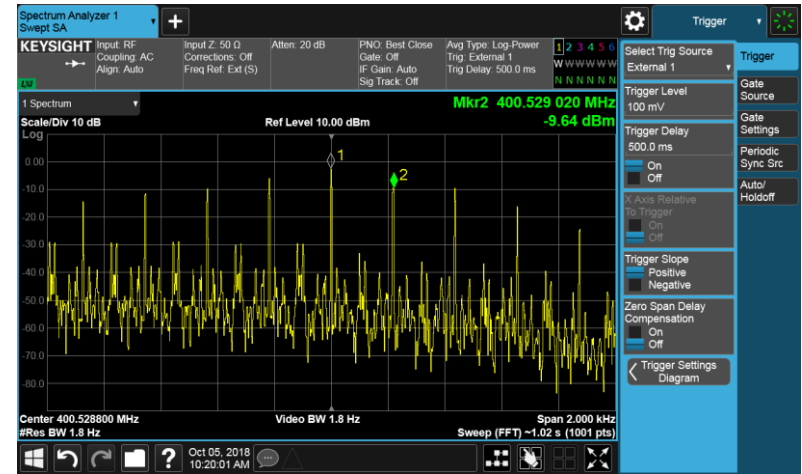 Spectrum Analyzer 1
Swept SA
+
Trigger
KEYSIGHT
Input: RF
Coupling: AC
Align: Auto
Input Z: 50 Ω
Corrections: Off
Freq Ref: Ext (S)
Atten: 20 dB
PNO: Best Close
Gate: Off
IF Gain: Auto
Sig Track: Off
Avg Type: Log-Power
Trig: External 1
Trig Delay: 500.0 ms
1 2 3 4 5 6
W W W W W W
N N N N N N
LU
1 Spectrum
Mkr2 400.529 020 MHz
-9.64 dBm
Scale/Div 10 dB
Ref Level 10.00 dBm
Log
0.00
-10.0
-20.0
-30.0
-40.0
-50.0
-60.0
-70.0
-80.0
1
2
Center 400.528800 MHz
#Res BW 1.8 Hz
Video BW 1.8 Hz
Span 2.000 kHz
Sweep (FFT) ~1.02 s (1001 pts)
Select Trig Source
External 1
Trigger Level
100 mV
Trigger Delay
500.0 ms
On
Off
X Axis Relative
To Trigger
On
Off
Trigger Slope
Positive
Negative
Zero Span Delay
Compensation
On
Off
Trigger Settings
Diagram
Trigger
Gate
Source
Gate
Settings
Periodic
Sync Src
Auto/
Holdoff
?
Oct 05, 2018
10:20:01 AM